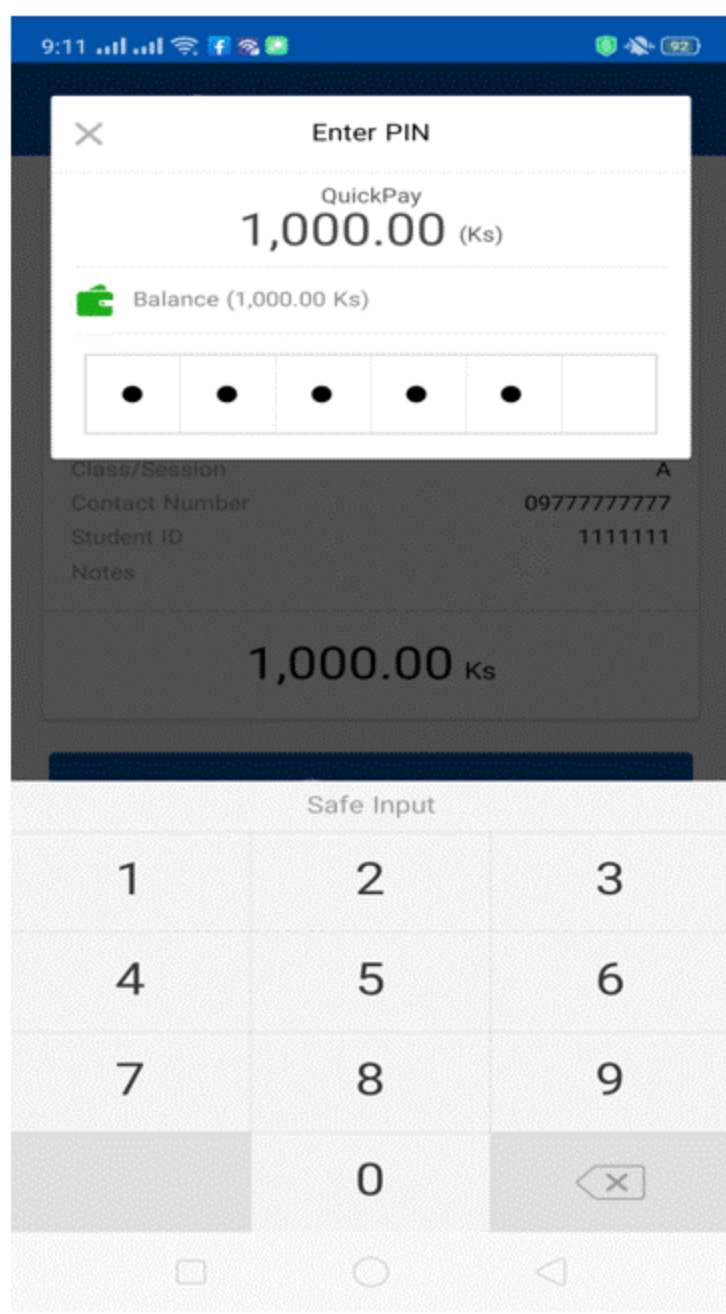 9:11
92
Enter PIN
QuickPay
1,000.00 (Ks)
Balance (1,000.00 Ks)
Class/Session A
Contact Number 09777777777
Student ID 1111111
Notes
1,000.00 Ks
Safe Input
1 2 3
4 5 6
7 8 9
0